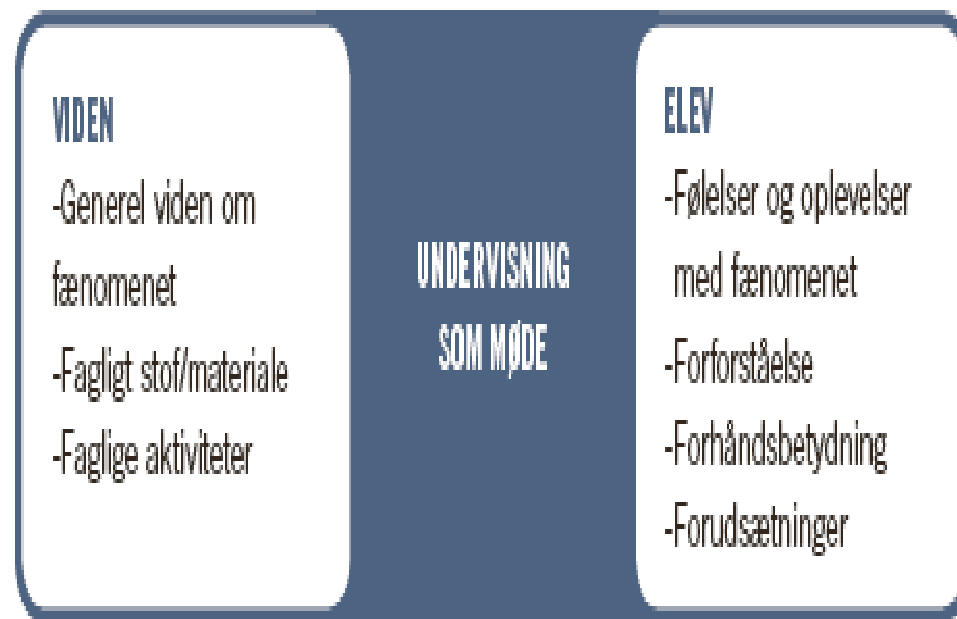 VIDEN
-Generel viden om
fænomenet
-Fagligt stof/materiale
-Faglige aktiviteter
UNDERVISNING
SOM MØDE
ELEV
-Følelser og oplevelser
med fænomenet
-Forforståelse
-Forhåndsbetydning
-Forudsætninger